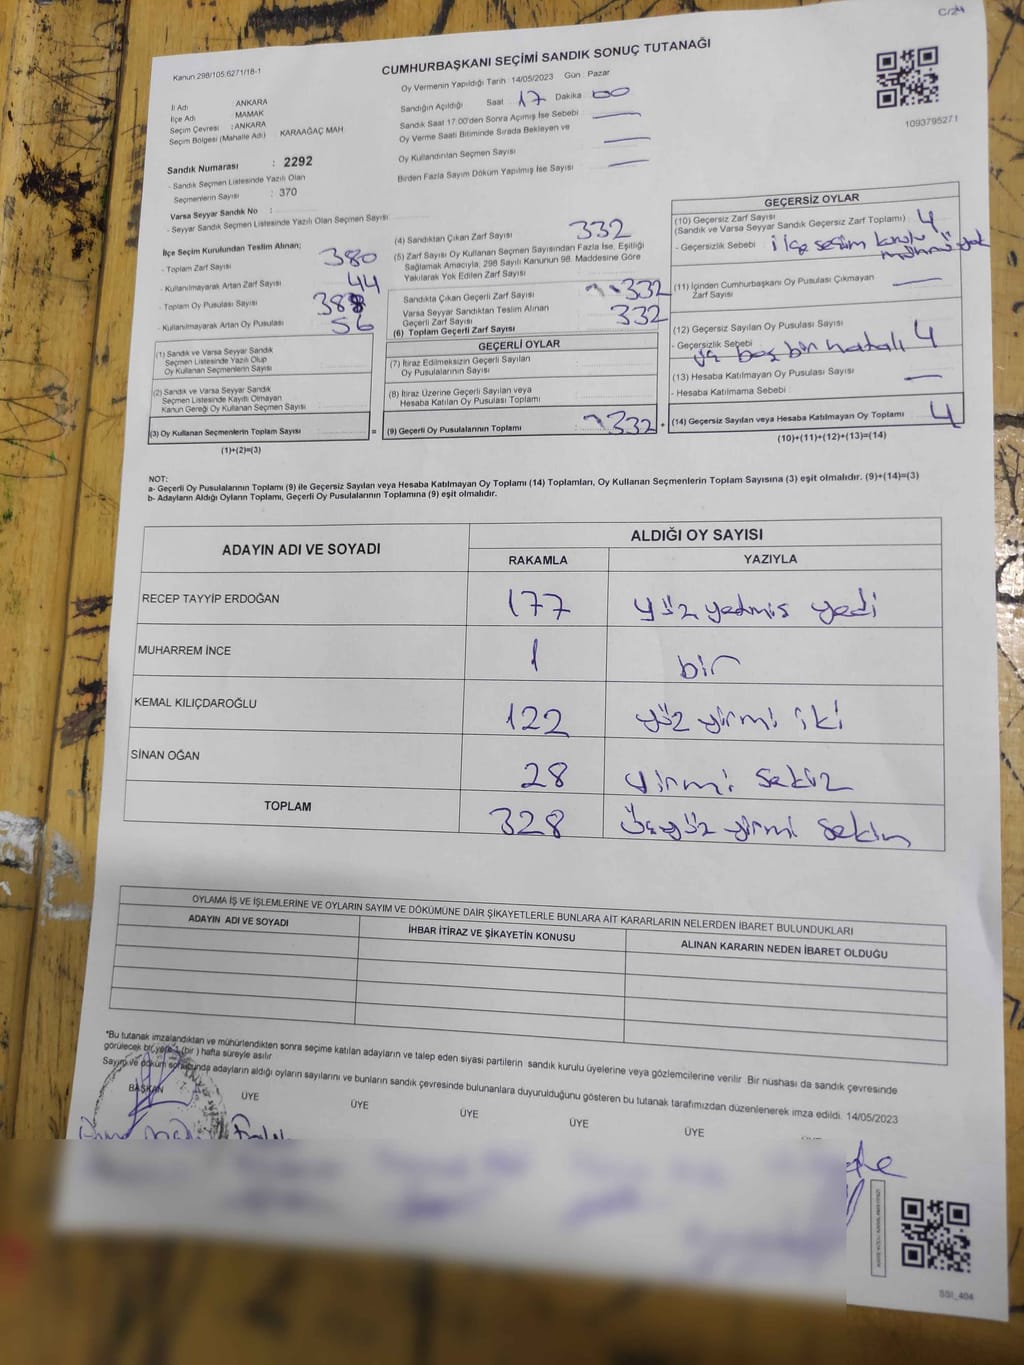 C/24
Kanun 298/105.6271/18-1
CUMHURBAŞKANI SEÇİMİ SANDIK SONUÇ TUTANAĞI
İl Adı : ANKARA
İlçe Adı : MAMAK
Seçim Çevresi : ANKARA
Seçim Bölgesi (Mahalle Adı) : KARAAĞAÇ MAH.
Sandık Numarası : 2292
- Sandık Seçmen Listesinde Yazılı Olan
Seçmenlerin Sayısı : 370
Varsa Seyyar Sandık No :
- Seyyar Sandık Seçmen Listesinde Yazılı Olan Seçmen Sayısı
Oy Vermenin Yapıldığı Tarih : 14/05/2023 Gün : Pazar
Sandığın Açıldığı Saat 17 Dakika 00
Sandık Saat 17:00'den Sonra Açılmış İse Sebebi —
Oy Verme Saati Bitiminde Sırada Bekleyen ve
Oy Kullandırılan Seçmen Sayısı —
Birden Fazla Sayım Döküm Yapılmış İse Sayısı —
1093795271
İlçe Seçim Kurulundan Teslim Alınan;
- Toplam Zarf Sayısı 380
- Kullanılmayarak Artan Zarf Sayısı 44
- Toplam Oy Pusulası Sayısı 388
- Kullanılmayarak Artan Oy Pusulası 56
(1) Sandık ve Varsa Seyyar Sandık
Seçmen Listesinde Yazılı Olup
Oy Kullanan Seçmenlerin Sayısı
(2) Sandık ve Varsa Seyyar Sandık
Seçmen Listesinde Kayıtlı Olmayan
Kanun Gereği Oy Kullanan Seçmen Sayısı
(3) Oy Kullanan Seçmenlerin Toplam Sayısı =
(1)+(2)=(3)
(4) Sandıktan Çıkan Zarf Sayısı 332
(5) Zarf Sayısı Oy Kullanan Seçmen Sayısından Fazla İse, Eşitliği
Sağlamak Amacıyla, 298 Sayılı Kanunun 98. Maddesine Göre
Yakılarak Yok Edilen Zarf Sayısı
Sandıkta Çıkan Geçerli Zarf Sayısı 332
Varsa Seyyar Sandıktan Teslim Alınan
Geçerli Zarf Sayısı 332
(6) Toplam Geçerli Zarf Sayısı
GEÇERLİ OYLAR
(7) İtiraz Edilmeksizin Geçerli Sayılan
Oy Pusulalarının Sayısı
(8) İtiraz Üzerine Geçerli Sayılan veya
Hesaba Katılan Oy Pusulası Toplamı
(9) Geçerli Oy Pusulalarının Toplamı 332 +
GEÇERSİZ OYLAR
(10) Geçersiz Zarf Sayısı
(Sandık ve Varsa Seyyar Sandık Geçersiz Zarf Toplamı) 4
- Geçersizlik Sebebi ilçe seçim kurulu
mührü yok
(11) İçinden Cumhurbaşkanı Oy Pusulası Çıkmayan
Zarf Sayısı —
(12) Geçersiz Sayılan Oy Pusulası Sayısı 4
- Geçersizlik Sebebi
üç boş bir hatalı
(13) Hesaba Katılmayan Oy Pusulası Sayısı —
- Hesaba Katılmama Sebebi
(14) Geçersiz Sayılan veya Hesaba Katılmayan Oy Toplamı 4
(10)+(11)+(12)+(13)=(14)
NOT:
a- Geçerli Oy Pusulalarının Toplamı (9) ile Geçersiz Sayılan veya Hesaba Katılmayan Oy Toplamı (14) Toplamları, Oy Kullanan Seçmenlerin Toplam Sayısına (3) eşit olmalıdır. (9)+(14)=(3)
b- Adayların Aldığı Oyların Toplamı, Geçerli Oy Pusulalarının Toplamına (9) eşit olmalıdır.
ADAYIN ADI VE SOYADI ALDIĞI OY SAYISI
RAKAMLA YAZIYLA
RECEP TAYYİP ERDOĞAN 177 yüz yetmiş yedi
MUHARREM İNCE 1 bir
KEMAL KILIÇDAROĞLU 122 yüz yirmi iki
SİNAN OĞAN 28 yirmi sekiz
TOPLAM 328 üçyüz yirmi sekiz
OYLAMA İŞ VE İŞLEMLERİNE VE OYLARIN SAYIM VE DÖKÜMÜNE DAİR ŞİKAYETLERLE BUNLARA AİT KARARLARIN NELERDEN İBARET BULUNDUKLARI
ADAYIN ADI VE SOYADI İHBAR İTİRAZ VE ŞİKAYETİN KONUSU ALINAN KARARIN NEDEN İBARET OLDUĞU
*Bu tutanak imzalandıktan ve mühürlendikten sonra seçime katılan adayların ve talep eden siyasi partilerin sandık kurulu üyelerine veya gözlemcilerine verilir. Bir nüshası da sandık çevresinde
görülecek bir yere 1 (bir) hafta süreyle asılır.
Sayım ve döküm sonucunda adayların aldığı oyların sayılarını ve bunların sandık çevresinde bulunanlara duyurulduğunu gösteren bu tutanak tarafımızdan düzenlenerek imza edildi. 14/05/2023
BAŞKAN ÜYE ÜYE ÜYE ÜYE ÜYE ÜYE
SSI_404